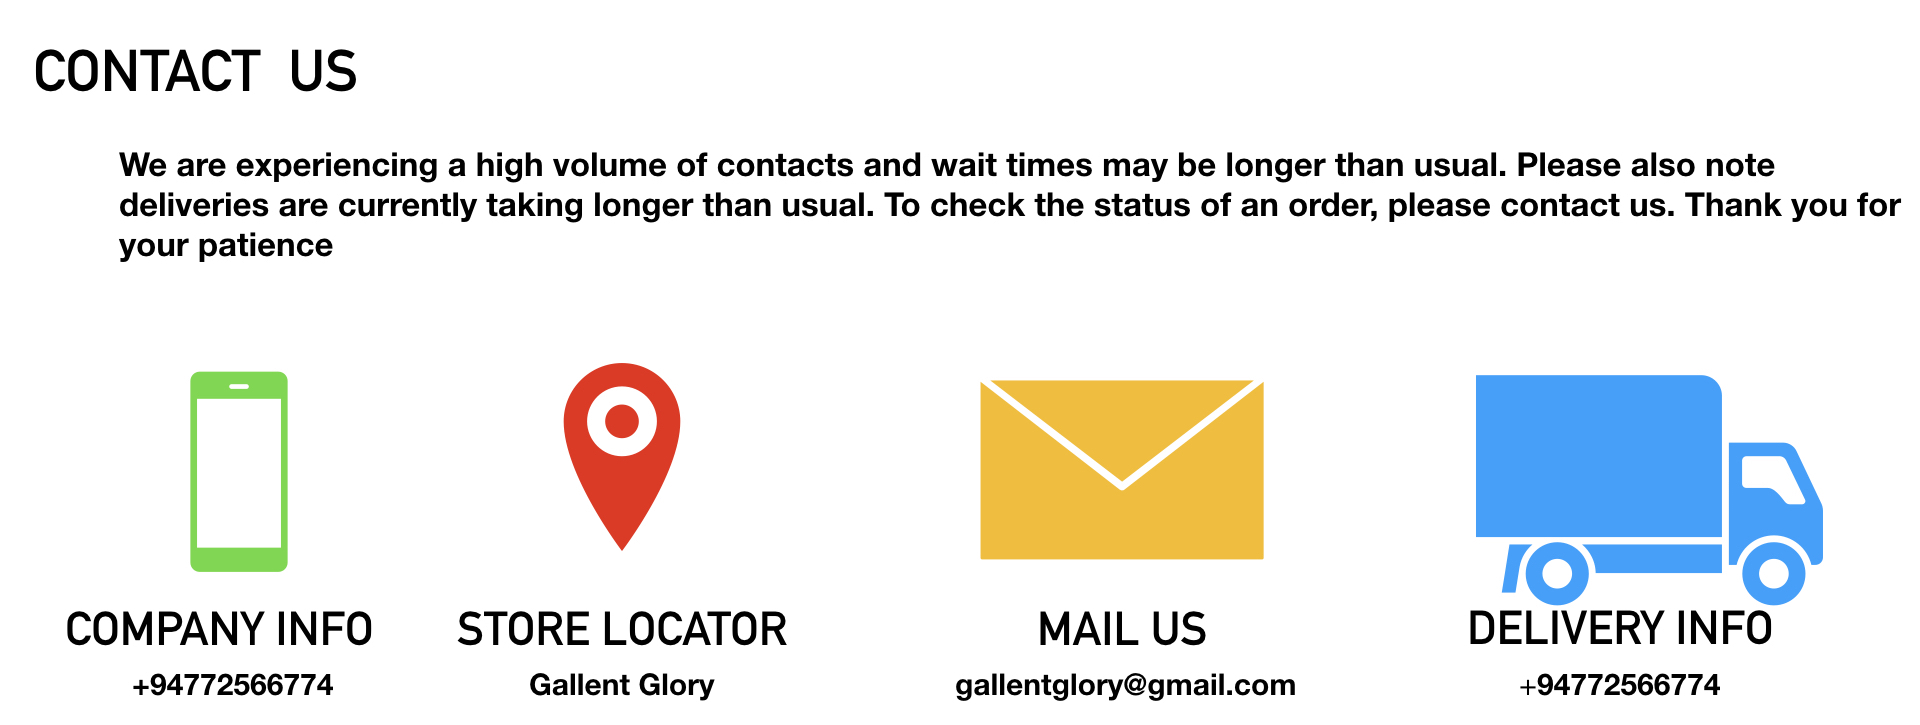 CONTACT US
We are experiencing a high volume of contacts and wait times may be longer than usual. Please also note
deliveries are currently taking longer than usual. To check the status of an order, please contact us. Thank you for
your patience
COMPANY INFO
+94772566774
STORE LOCATOR
Gallent Glory
MAIL US
gallentglory@gmail.com
DELIVERY INFO
+94772566774